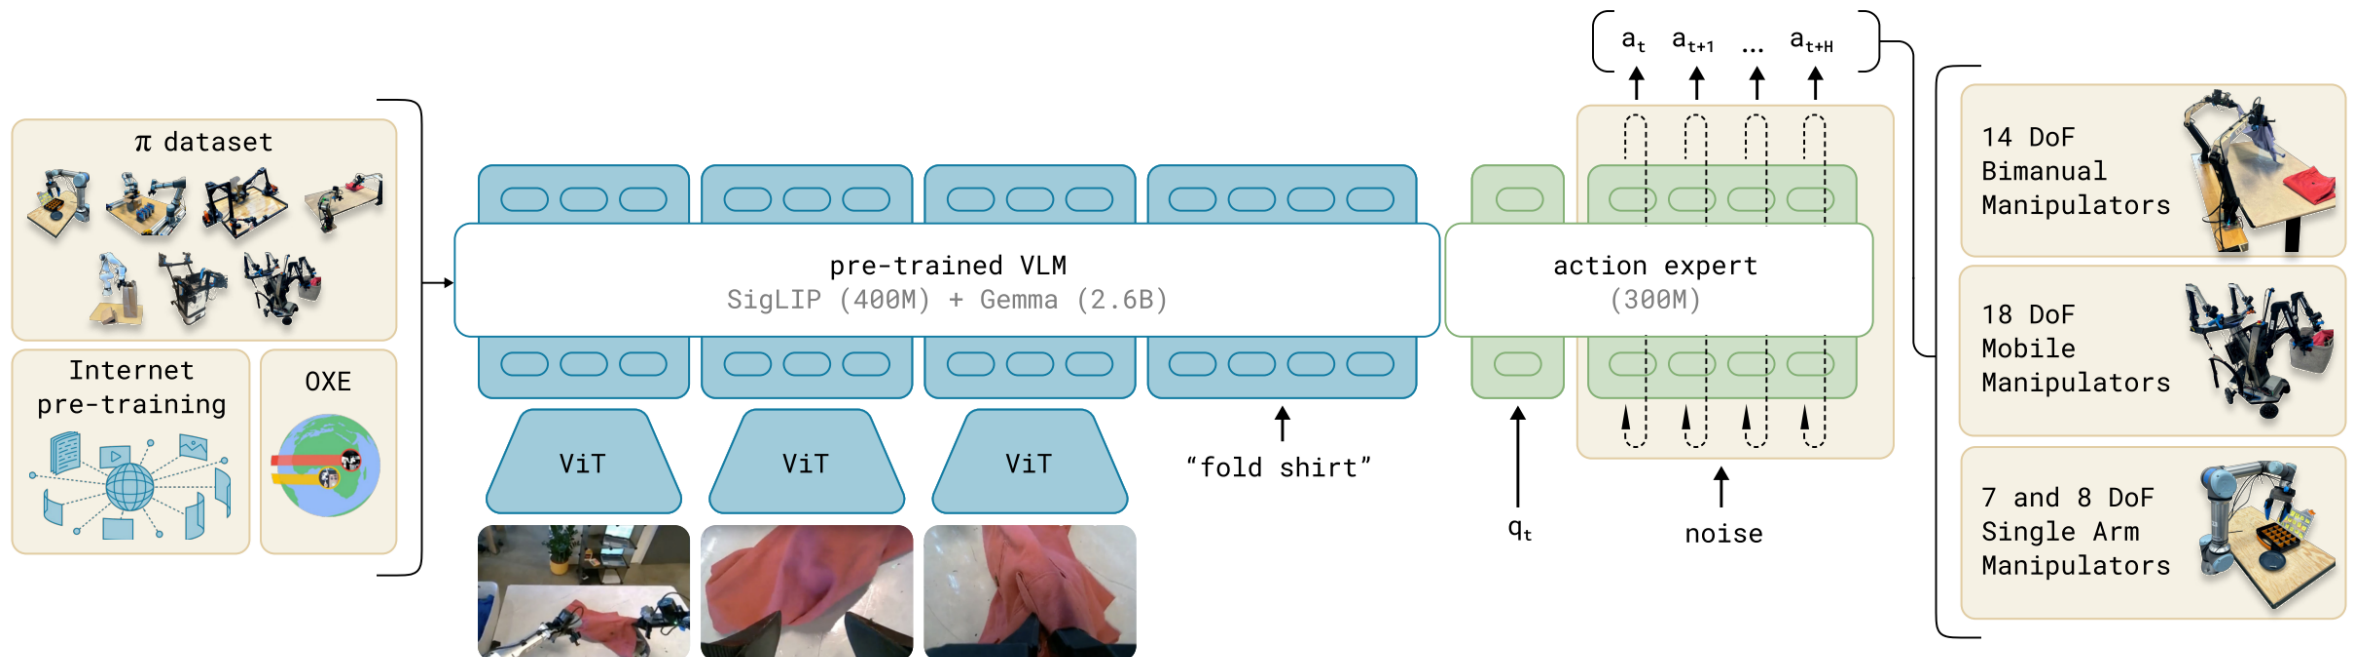 π dataset
Internet
pre-training
OXE
pre-trained VLM
SigLIP (400M) + Gemma (2.6B)
ViT
ViT
ViT
“fold shirt”
action expert
(300M)
qₜ
noise
aₜ aₜ₊₁ ... aₜ₊H
14 DoF
Bimanual
Manipulators
18 DoF
Mobile
Manipulators
7 and 8 DoF
Single Arm
Manipulators